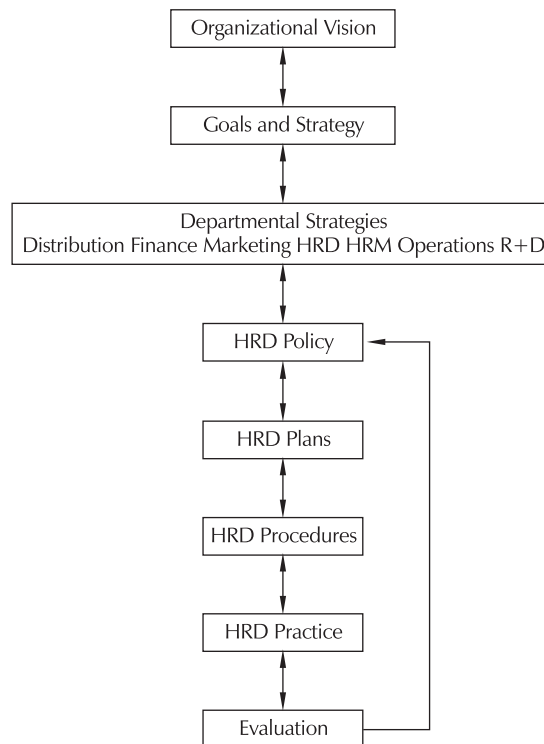 Organizational Vision
Goals and Strategy
Departmental Strategies
Distribution Finance Marketing HRD HRM Operations R+D
HRD Policy
HRD Plans
HRD Procedures
HRD Practice
Evaluation